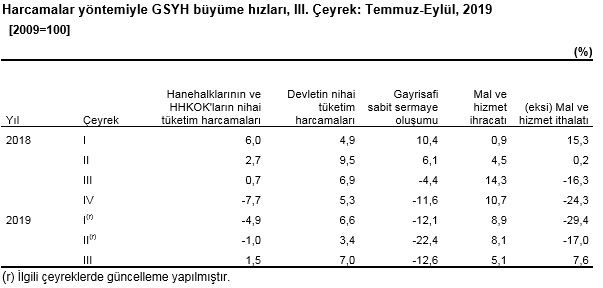 Harcamalar yöntemiyle GSYH büyüme hızları, III. Çeyrek: Temmuz-Eylül, 2019
[2009=100]
(%)
Hanehalklarının ve Devletin nihai Gayrisafi Mal ve
HHKOK'ların nihai tüketim sabit sermaye hizmet (eksi) Mal ve
Yıl Çeyrek tüketim harcamaları harcamaları oluşumu ihracatı hizmet ithalatı
2018 I 6,0 4,9 10,4 0,9 15,3
II 2,7 9,5 6,1 4,5 0,2
III 0,7 6,9 -4,4 14,3 -16,3
IV -7,7 5,3 -11,6 10,7 -24,3
2019 I(r) -4,9 6,6 -12,1 8,9 -29,4
II(r) -1,0 3,4 -22,4 8,1 -17,0
III 1,5 7,0 -12,6 5,1 7,6
(r) İlgili çeyreklerde güncelleme yapılmıştır.